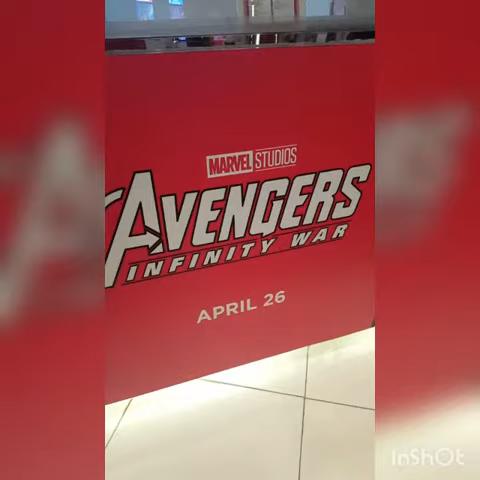 MARVEL STUDIOS
AVENGERS
INFINITY WAR
APRIL 26
InShOt